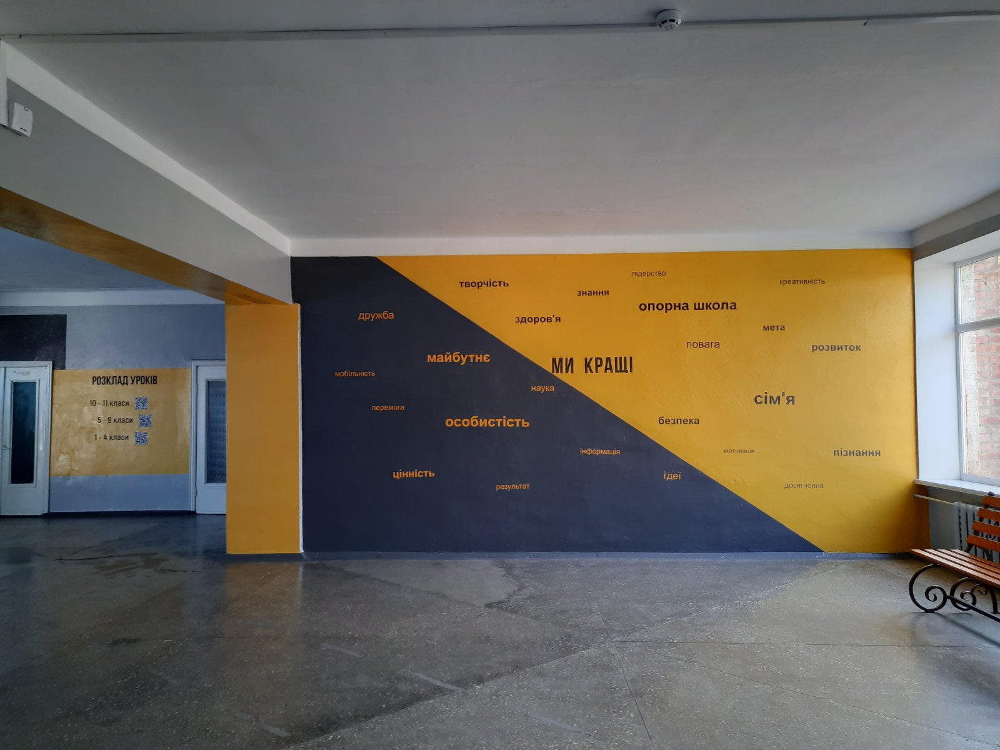 РОЗКЛАД УРОКІВ
10 - 11 класи
5 - 9 класи
1 - 4 класи
лідерство
творчість
креативність
знання
опорна школа
дружба
здоров'я
мета
повага
розвиток
майбутнє
МИ КРАЩІ
мобільність
наука
сім'я
перемога
особистість
безпека
інформація
мотивація
пізнання
цінність
ідеї
результат
досягнення